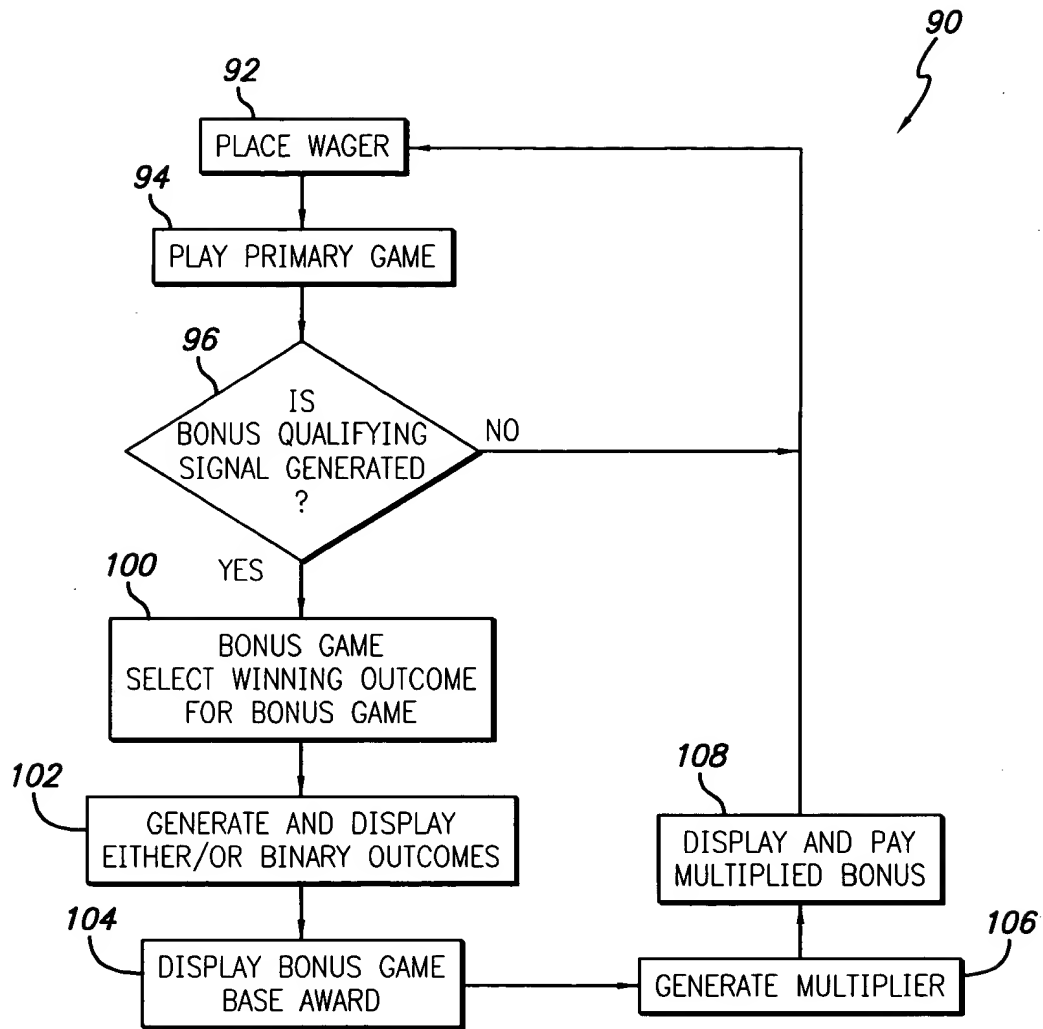 90
92
PLACE WAGER
94
PLAY PRIMARY GAME
96
IS
BONUS QUALIFYING
SIGNAL GENERATED
?
NO
YES
100
BONUS GAME
SELECT WINNING OUTCOME
FOR BONUS GAME
102
GENERATE AND DISPLAY
EITHER/OR BINARY OUTCOMES
104
DISPLAY BONUS GAME
BASE AWARD
106
GENERATE MULTIPLIER
108
DISPLAY AND PAY
MULTIPLIED BONUS